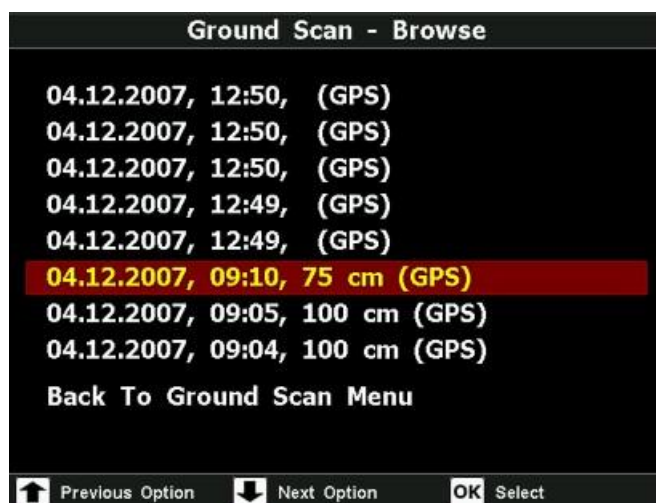 Ground Scan - Browse
04.12.2007, 12:50, (GPS)
04.12.2007, 12:50, (GPS)
04.12.2007, 12:50, (GPS)
04.12.2007, 12:49, (GPS)
04.12.2007, 12:49, (GPS)
04.12.2007, 09:10, 75 cm (GPS)
04.12.2007, 09:05, 100 cm (GPS)
04.12.2007, 09:04, 100 cm (GPS)
Back To Ground Scan Menu
Previous Option Next Option OK Select